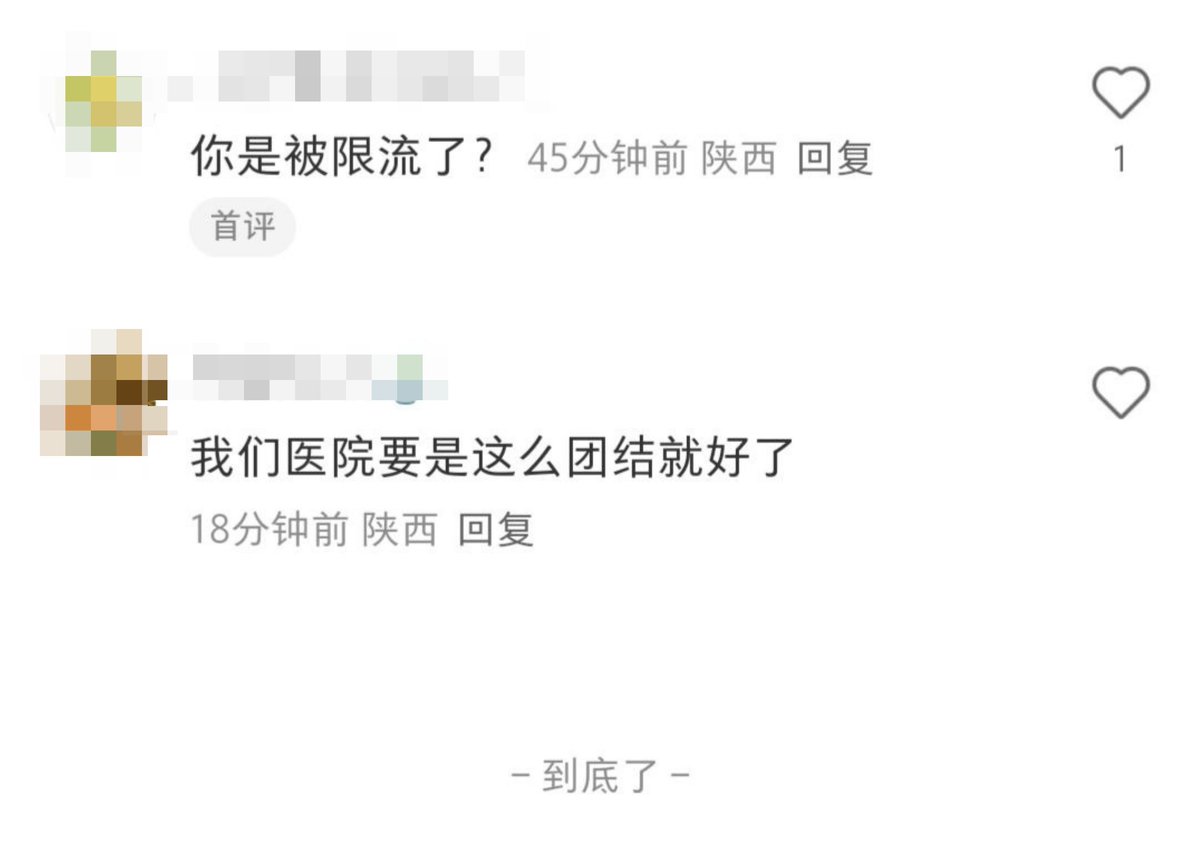 你是被限流了? 45分钟前 陕西 回复
1
首评
我们医院要是这么团结就好了
18分钟前 陕西 回复
- 到底了 -